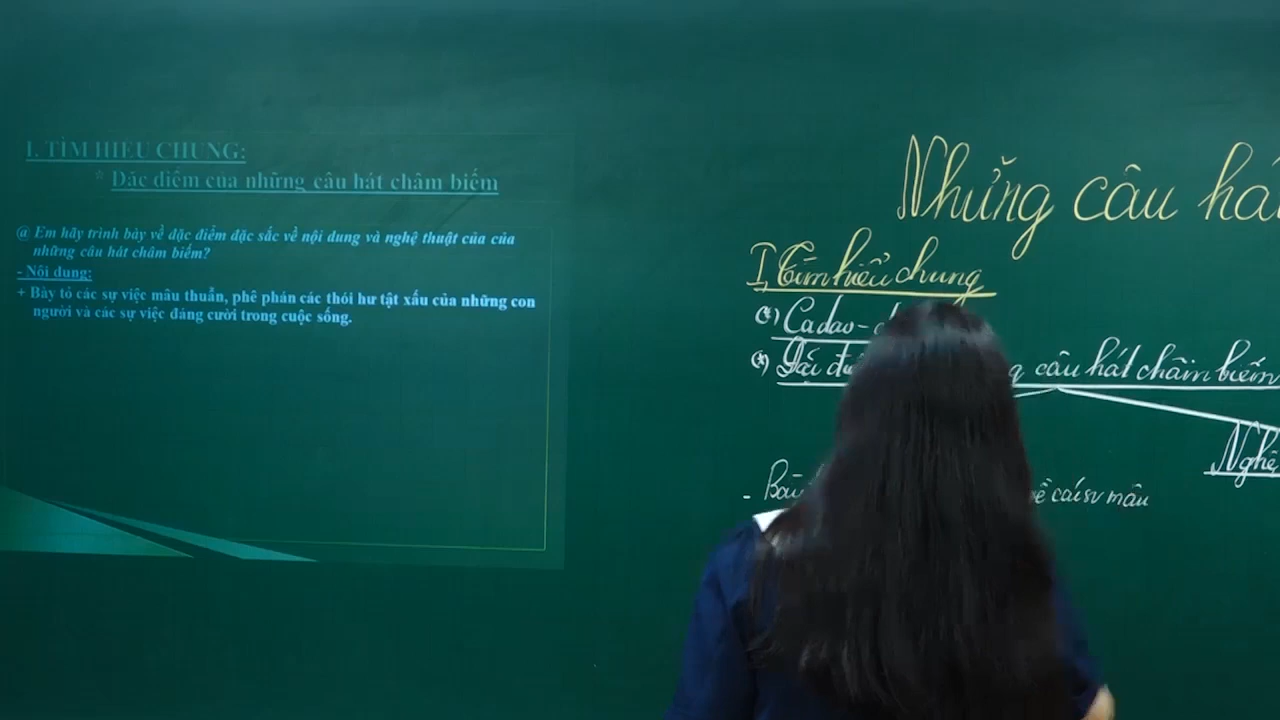 I. TÌM HIỂU CHUNG:
* Đặc điểm của những câu hát châm biếm
@ Em hãy trình bày về đặc điểm đặc sắc về nội dung và nghệ thuật của của
những câu hát châm biếm?
- Nội dung:
+ Bày tỏ các sự việc mâu thuẫn, phê phán các thói hư tật xấu của những con
người và các sự việc đáng cười trong cuộc sống.
Những câu há
I, Tìm hiểu chung
*) Ca dao -
*) câu hát châm biếm
Nghệ
- mâu